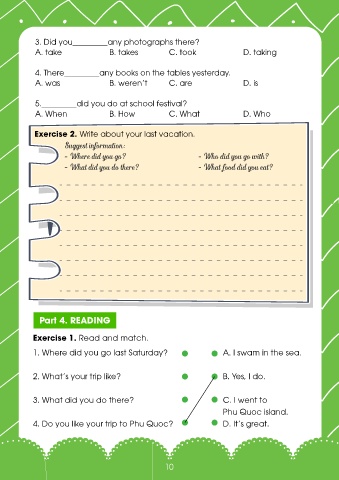 3. Did you________any photographs there?
A. take B. takes C. took D. taking
4. There________any books on the tables yesterday.
A. was B. weren't C. are D. is
5.________did you do at school festival?
A. When B. How C. What D. Who
Exercise 2. Write about your last vacation.
Suggest information:
- Where did you go? - Who did you go with?
- What did you do there? - What food did you eat?
Part 4. READING
Exercise 1. Read and match.
1. Where did you go last Saturday? A. I swam in the sea.
2. What's your trip like? B. Yes, I do.
3. What did you do there? C. I went to
Phu Quoc island.
4. Do you like your trip to Phu Quoc? D. It's great.
10